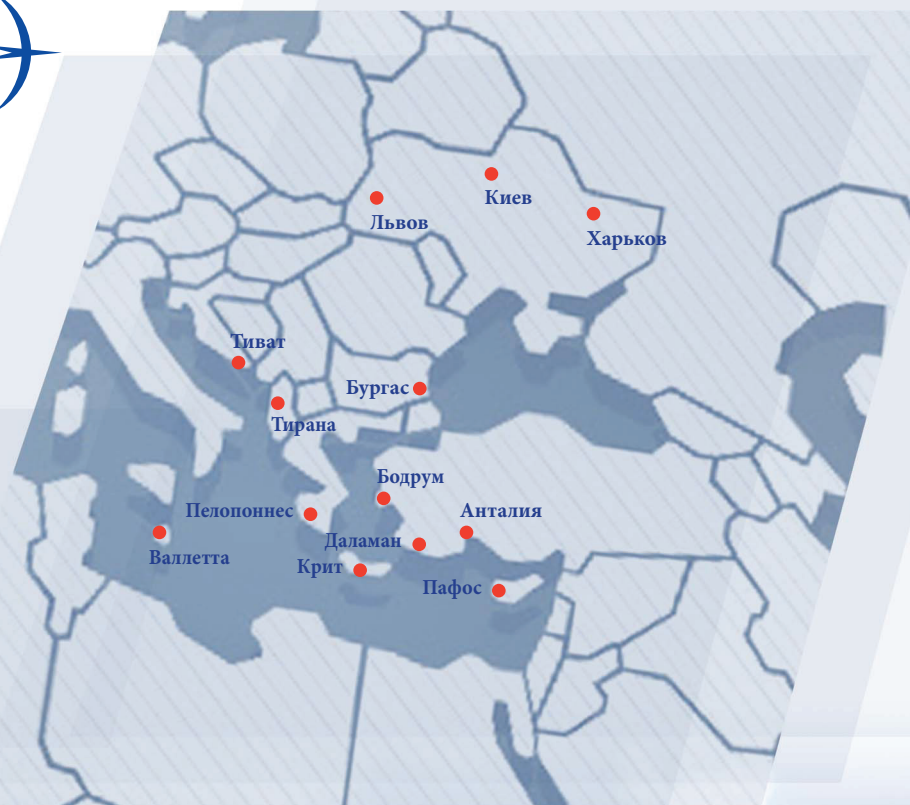 Киев
Львов
Харьков
Тиват
Бургас
Тирана
Бодрум
Пелопоннес
Анталия
Даламан
Валлетта
Крит
Пафос